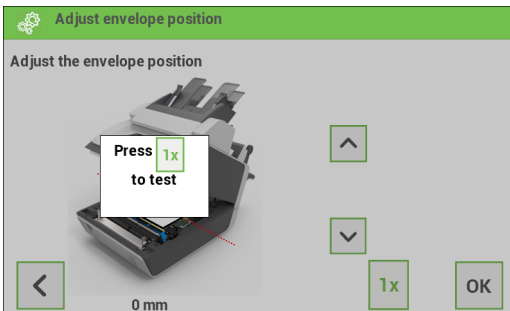 Adjust envelope position
Adjust the envelope position
Press 1x
to test
1x
OK
0 mm